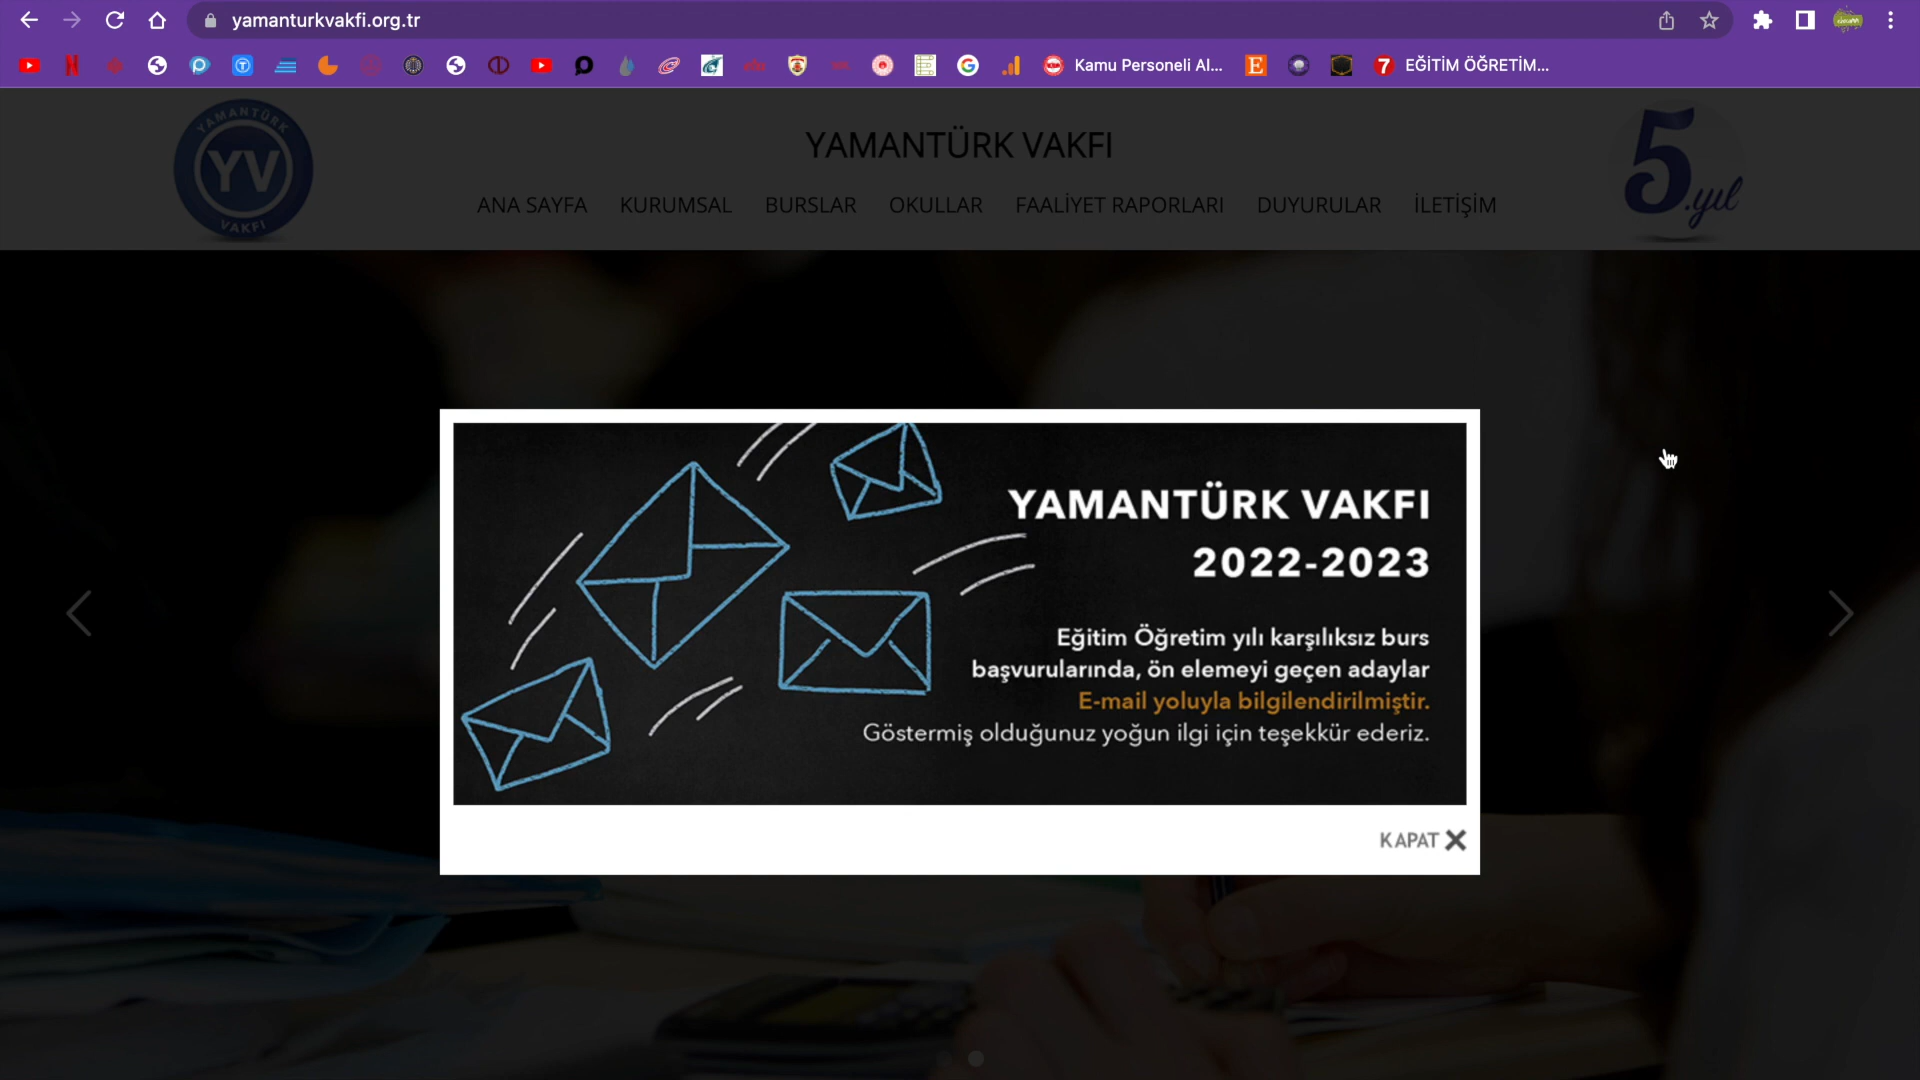 yamanturkvakfi.org.tr
Kamu Personeli Al...
7 EĞİTİM ÖĞRETİM...
YAMANTÜRK
YV
VAKFI
YAMANTÜRK VAKFI
5.yıl
ANA SAYFA KURUMSAL BURSLAR OKULLAR FAALİYET RAPORLARI DUYURULAR İLETİŞİM
YAMANTÜRK VAKFI
2022-2023
Eğitim Öğretim yılı karşılıksız burs
başvurularında, ön elemeyi geçen adaylar
E-mail yoluyla bilgilendirilmiştir.
Göstermiş olduğunuz yoğun ilgi için teşekkür ederiz.
KAPAT